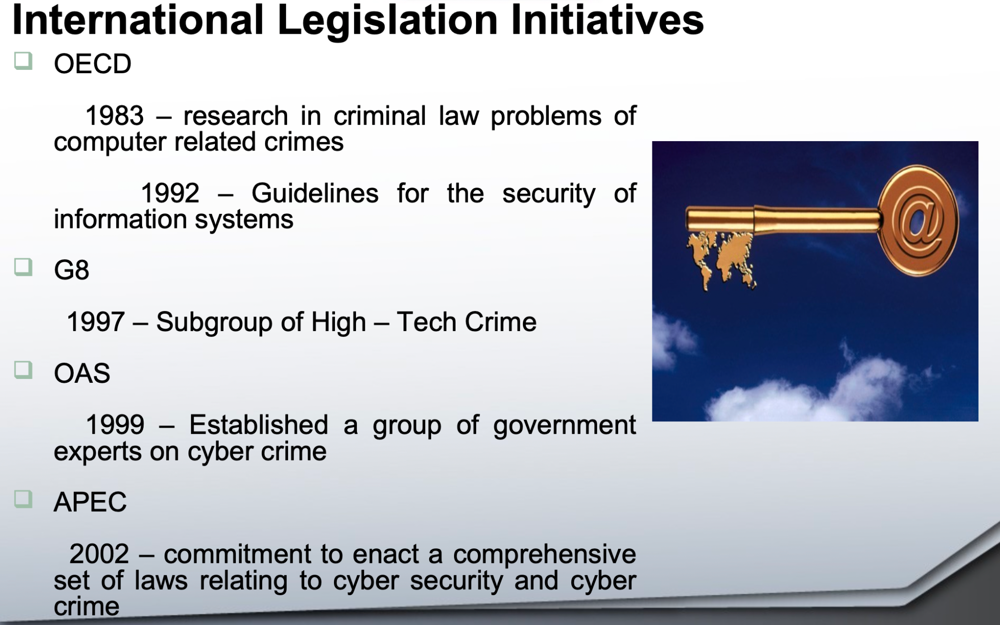 International Legislation Initiatives
OECD
1983 – research in criminal law problems of
computer related crimes
1992 – Guidelines for the security of
information systems
G8
1997 – Subgroup of High – Tech Crime
OAS
1999 – Established a group of government
experts on cyber crime
APEC
2002 – commitment to enact a comprehensive
set of laws relating to cyber security and cyber
crime
@